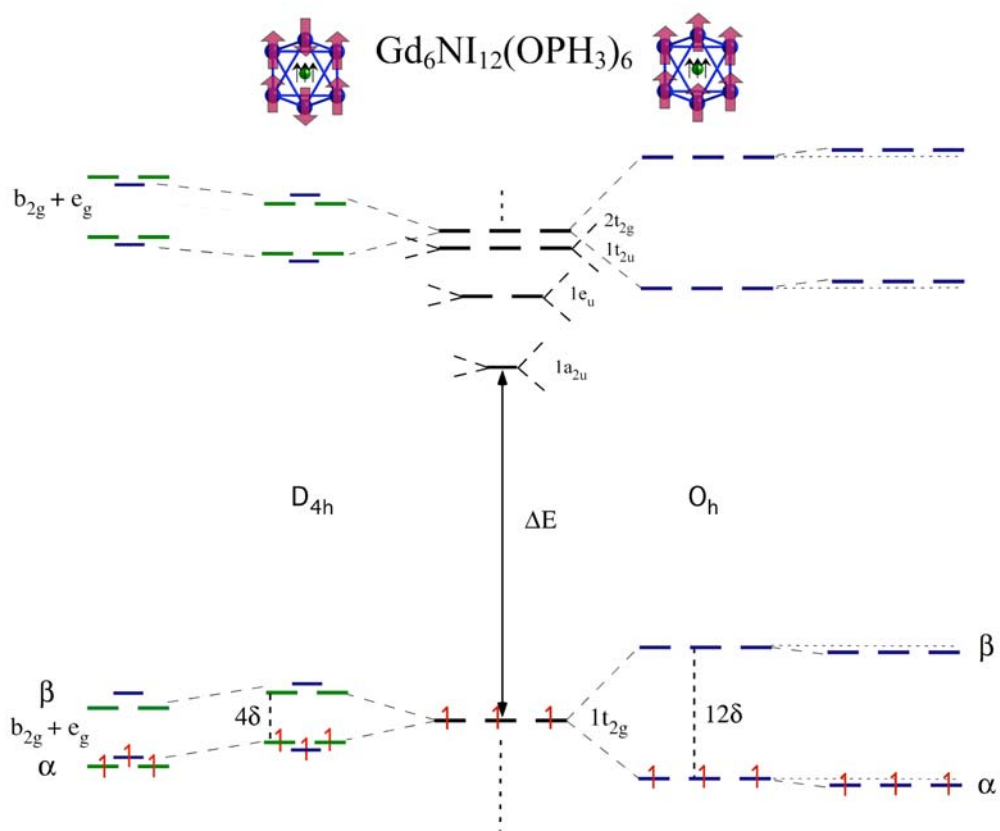 Gd₆NI₁₂(OPH₃)₆
b₂g + eg
2t₂g
1t₂u
1eᵤ
1a₂u
D₄h
Oₕ
ΔE
β
b₂g + eg
α
4δ
1t₂g
12δ
β
α